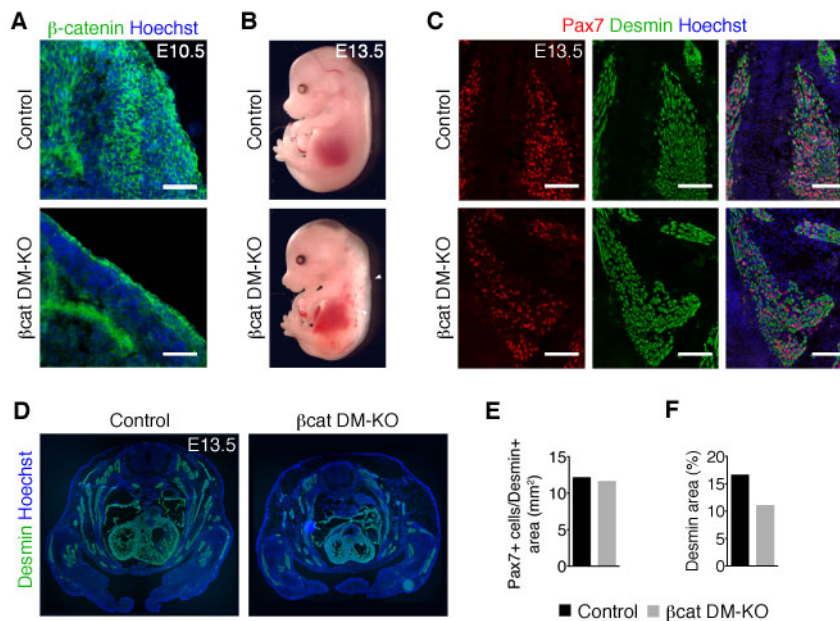 A
β-catenin Hoechst
E10.5
Control
βcat DM-KO
B
E13.5
Control
βcat DM-KO
C
Pax7 Desmin Hoechst
E13.5
Control
βcat DM-KO
D
Control
βcat DM-KO
E13.5
Desmin Hoechst
E
Pax7+ cells/Desmin+
area (mm²)
15
10
5
0
F
Desmin area (%)
20
15
10
5
0
Control
βcat DM-KO